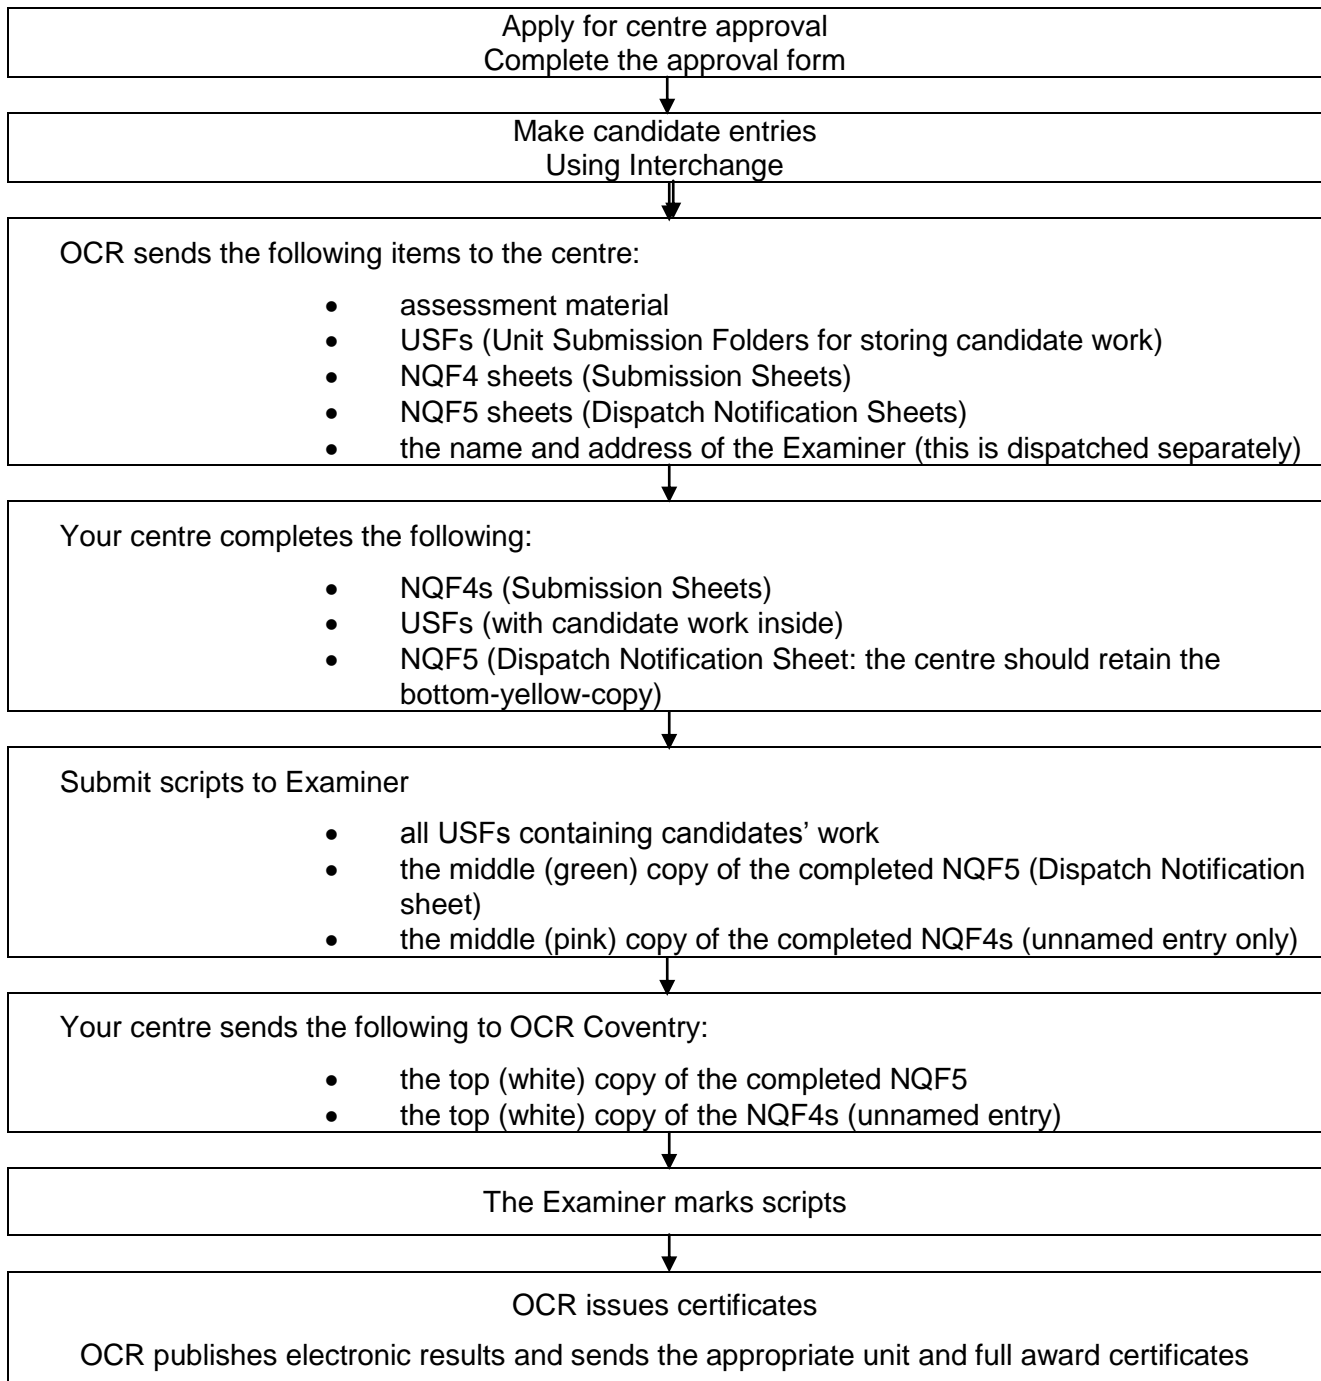 Apply for centre approval
Complete the approval form
Make candidate entries
Using Interchange
OCR sends the following items to the centre:
• assessment material
• USFs (Unit Submission Folders for storing candidate work)
• NQF4 sheets (Submission Sheets)
• NQF5 sheets (Dispatch Notification Sheets)
• the name and address of the Examiner (this is dispatched separately)
Your centre completes the following:
• NQF4s (Submission Sheets)
• USFs (with candidate work inside)
• NQF5 (Dispatch Notification Sheet: the centre should retain the
bottom-yellow-copy)
Submit scripts to Examiner
• all USFs containing candidates’ work
• the middle (green) copy of the completed NQF5 (Dispatch Notification
sheet)
• the middle (pink) copy of the completed NQF4s (unnamed entry only)
Your centre sends the following to OCR Coventry:
• the top (white) copy of the completed NQF5
• the top (white) copy of the NQF4s (unnamed entry)
The Examiner marks scripts
OCR issues certificates
OCR publishes electronic results and sends the appropriate unit and full award certificates